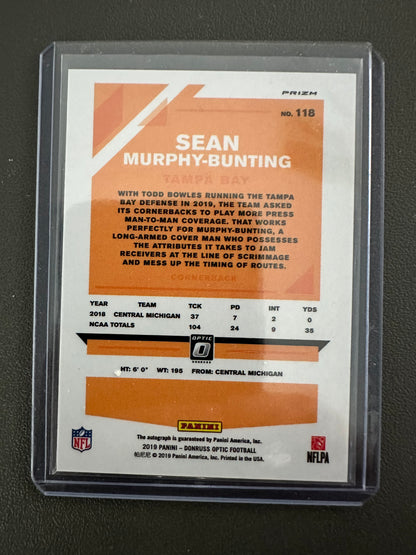 PRIZM
NO. 118
SEAN
MURPHY-BUNTING
TAMPA BAY
WITH TODD BOWLES RUNNING THE TAMPA
BAY DEFENSE IN 2019, THE TEAM ASKED
ITS CORNERBACKS TO PLAY MORE PRESS
MAN-TO-MAN COVERAGE. THAT WORKS
PERFECTLY FOR MURPHY-BUNTING, A
LONG-ARMED COVER MAN WHO POSSESSES
THE ATTRIBUTES IT TAKES TO JAM
RECEIVERS AT THE LINE OF SCRIMMAGE
AND MESS UP THE TIMING OF ROUTES.
CORNERBACK
YEAR TEAM TCK PD INT YDS
2018 CENTRAL MICHIGAN 37 7 2 0
NCAA TOTALS 104 24 9 35
OPTIC
DONRUSS
HT: 6' 0" WT: 195 FROM: CENTRAL MICHIGAN
PANINI
The autograph is guaranteed by Panini America, Inc.
2019 PANINI – DONRUSS OPTIC FOOTBALL
帕尼尼 © 2019 Panini America, Inc. Printed in the USA.
NFL
NFLPA